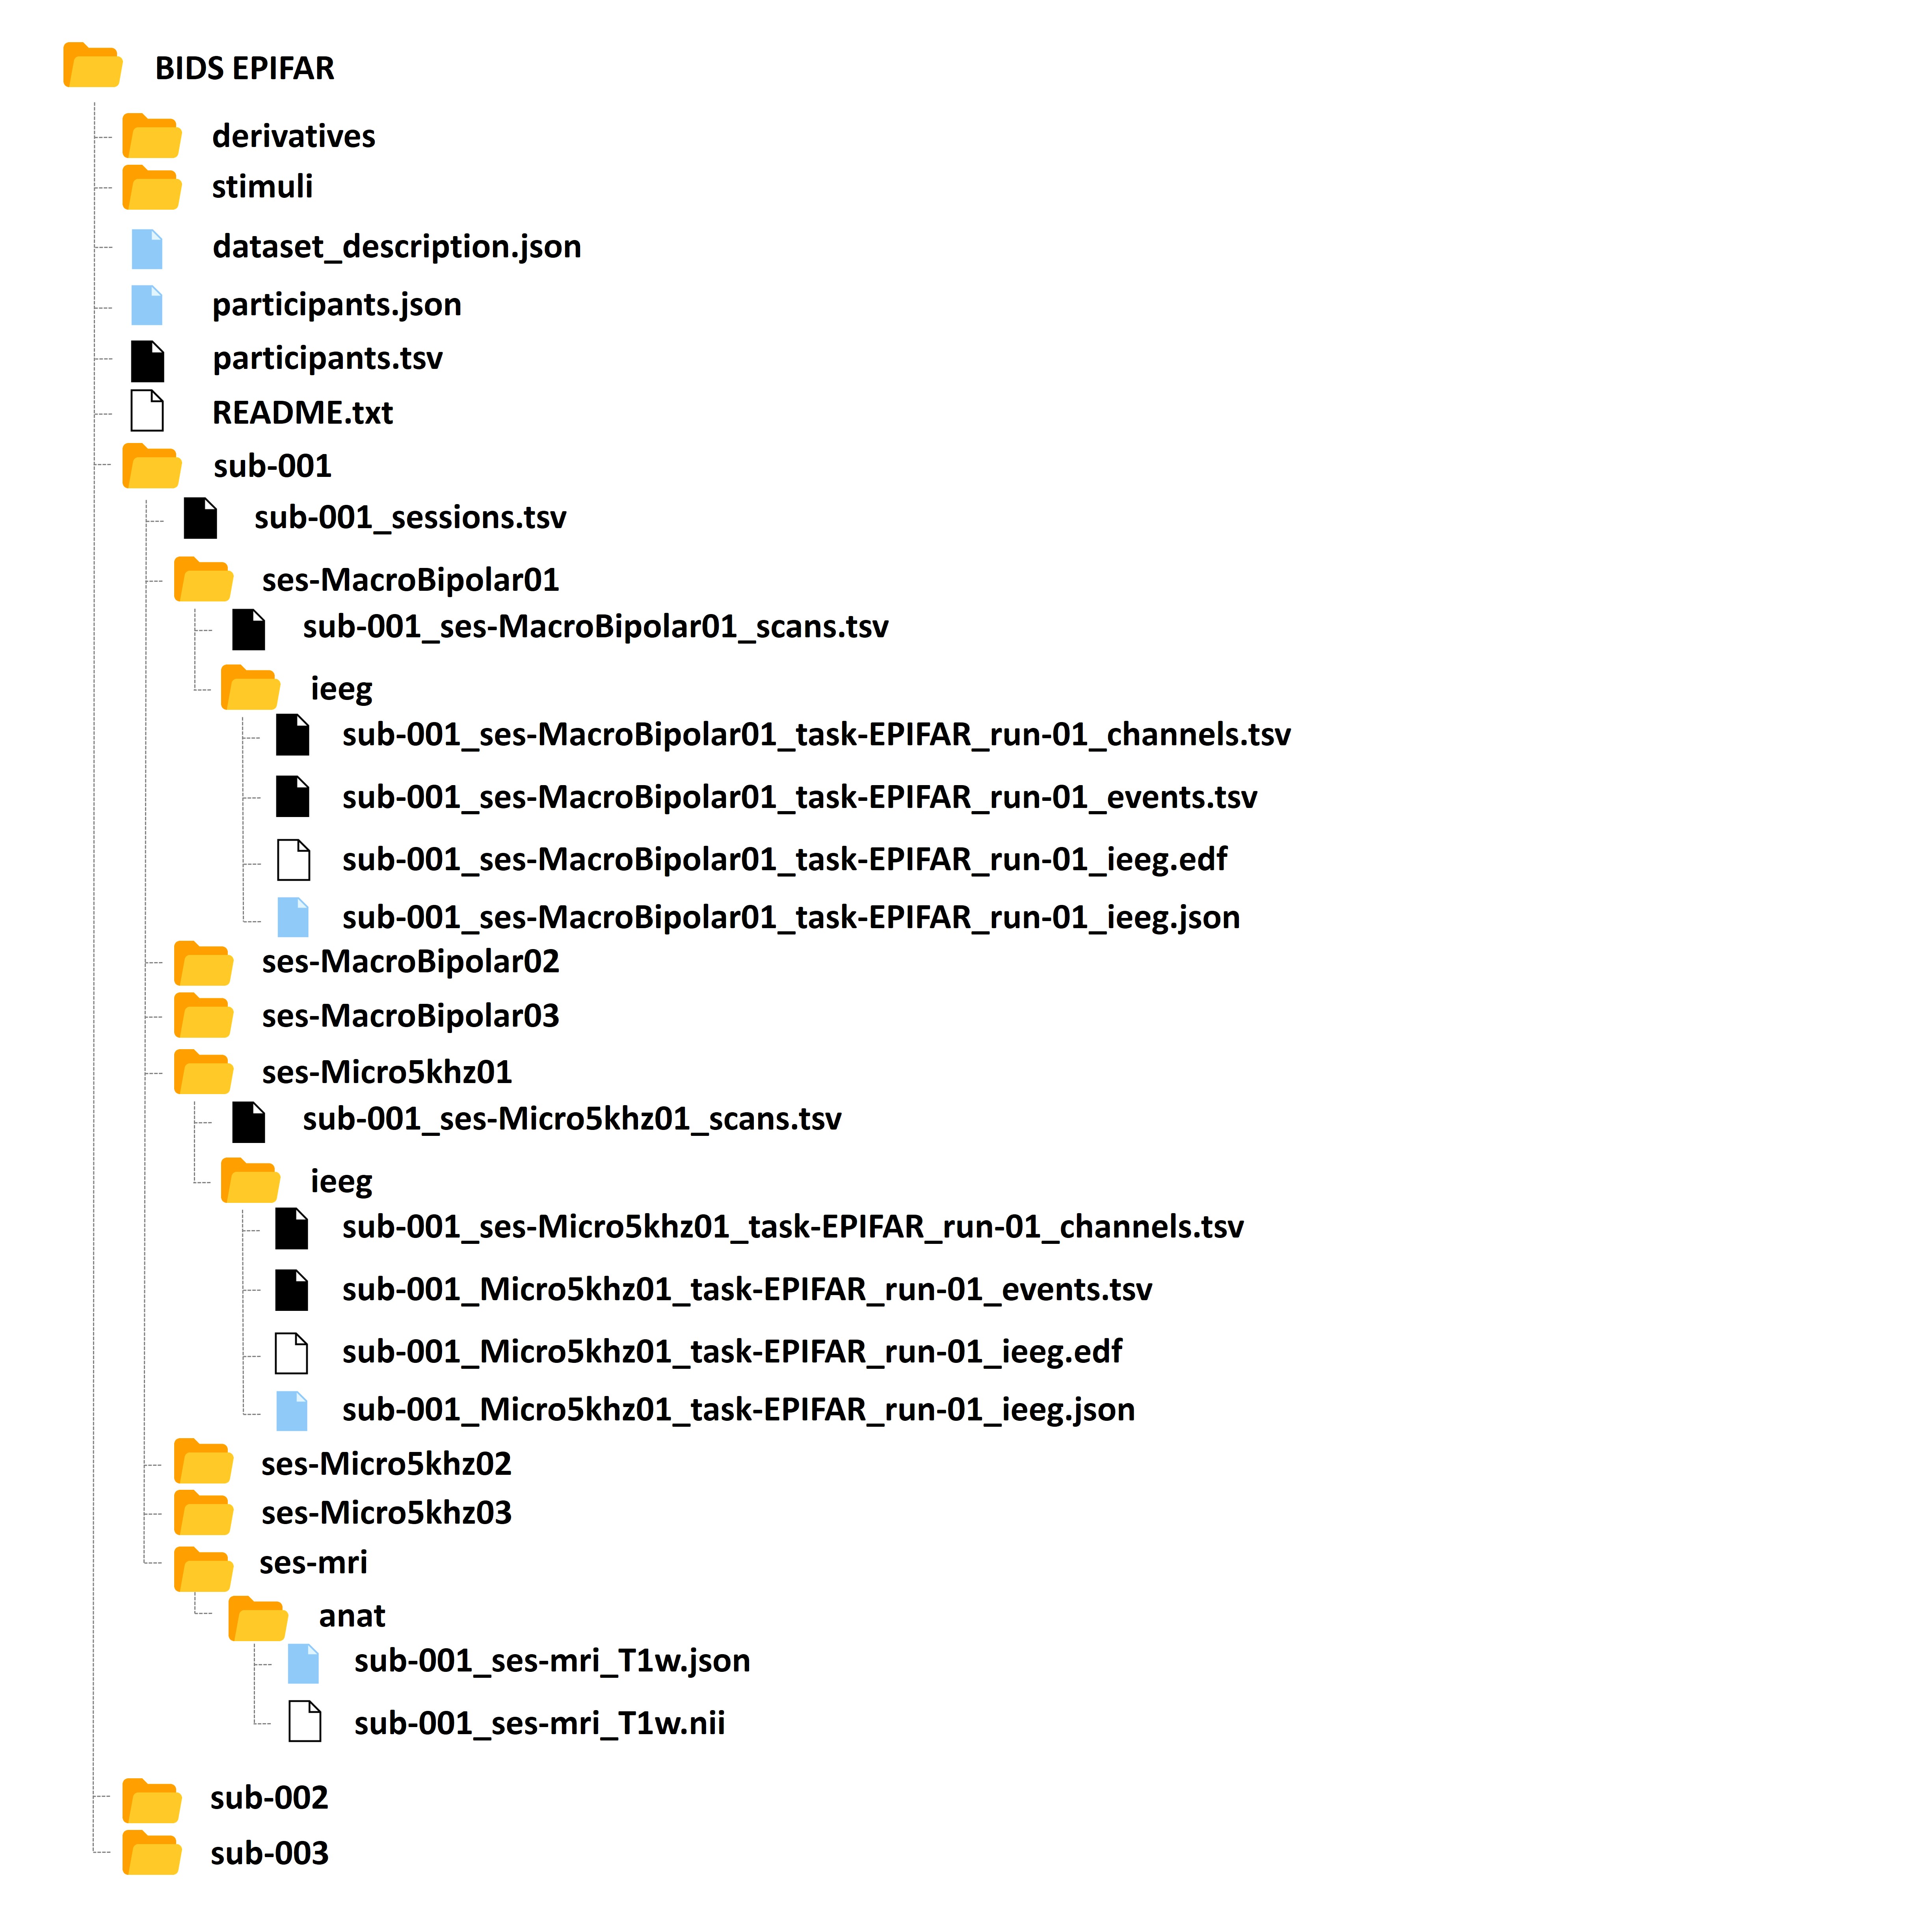 BIDS EPIFAR
derivatives
stimuli
dataset_description.json
participants.json
participants.tsv
README.txt
sub-001
sub-001_sessions.tsv
ses-MacroBipolar01
sub-001_ses-MacroBipolar01_scans.tsv
ieeg
sub-001_ses-MacroBipolar01_task-EPIFAR_run-01_channels.tsv
sub-001_ses-MacroBipolar01_task-EPIFAR_run-01_events.tsv
sub-001_ses-MacroBipolar01_task-EPIFAR_run-01_ieeg.edf
sub-001_ses-MacroBipolar01_task-EPIFAR_run-01_ieeg.json
ses-MacroBipolar02
ses-MacroBipolar03
ses-Micro5khz01
sub-001_ses-Micro5khz01_scans.tsv
ieeg
sub-001_ses-Micro5khz01_task-EPIFAR_run-01_channels.tsv
sub-001_Micro5khz01_task-EPIFAR_run-01_events.tsv
sub-001_Micro5khz01_task-EPIFAR_run-01_ieeg.edf
sub-001_Micro5khz01_task-EPIFAR_run-01_ieeg.json
ses-Micro5khz02
ses-Micro5khz03
ses-mri
anat
sub-001_ses-mri_T1w.json
sub-001_ses-mri_T1w.nii
sub-002
sub-003